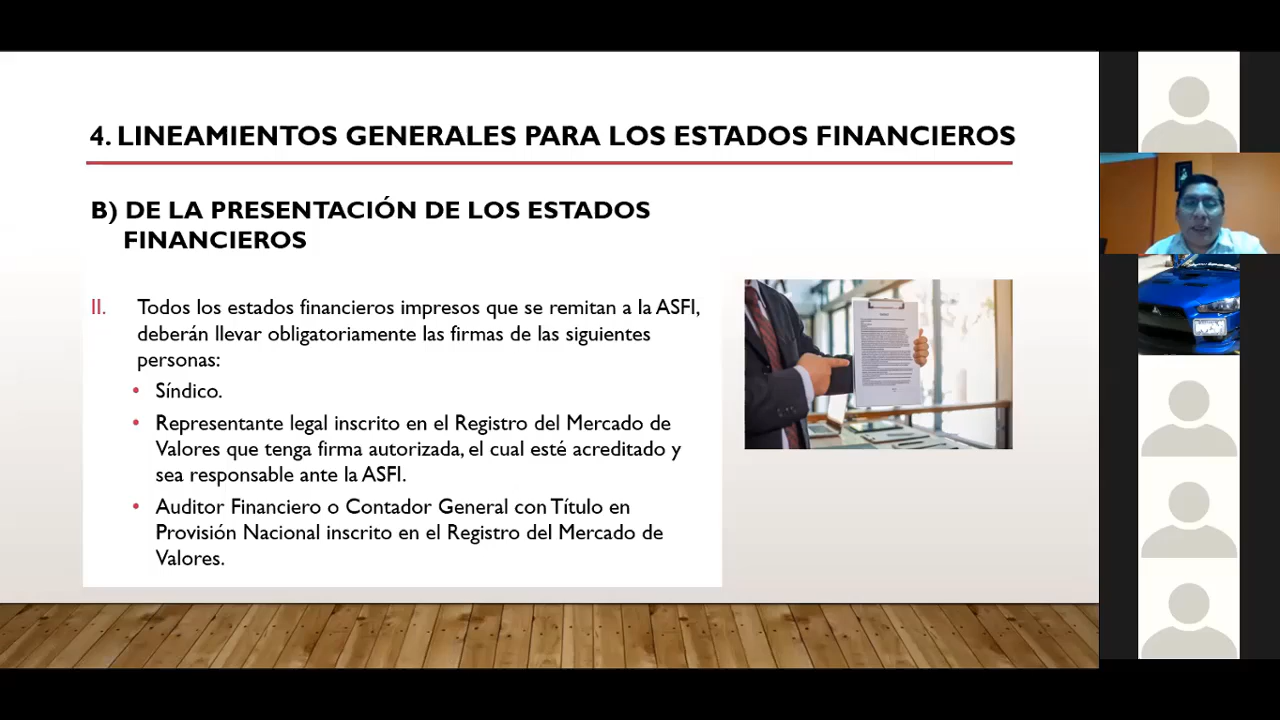 4. LINEAMIENTOS GENERALES PARA LOS ESTADOS FINANCIEROS
B) DE LA PRESENTACIÓN DE LOS ESTADOS
FINANCIEROS
II. Todos los estados financieros impresos que se remitan a la ASFI,
deberán llevar obligatoriamente las firmas de las siguientes
personas:
• Síndico.
• Representante legal inscrito en el Registro del Mercado de
Valores que tenga firma autorizada, el cual esté acreditado y
sea responsable ante la ASFI.
• Auditor Financiero o Contador General con Título en
Provisión Nacional inscrito en el Registro del Mercado de
Valores.